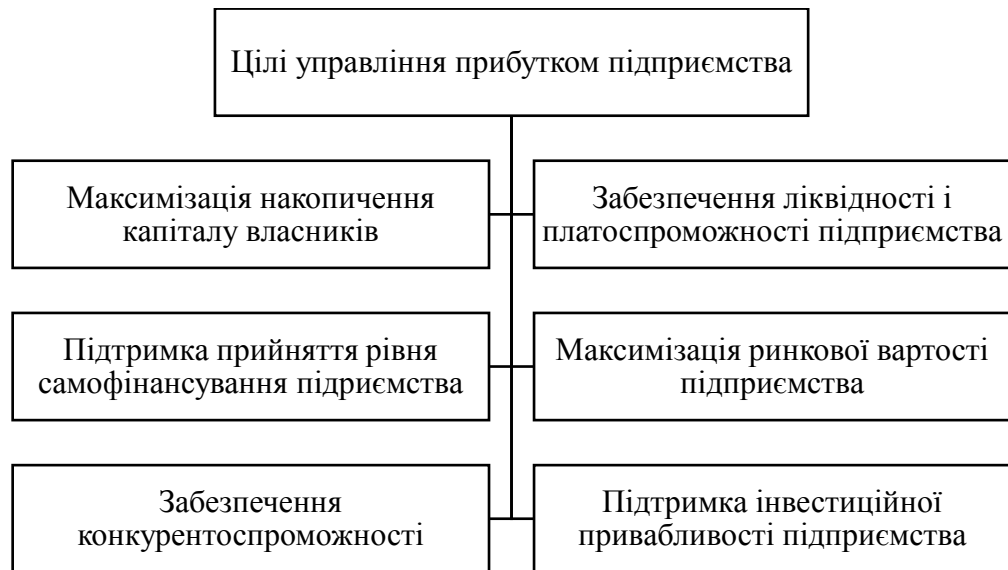 Цілі управління прибутком підприємства
Максимізація накопичення
капіталу власників
Забезпечення ліквідності і
платоспроможності підприємства
Підтримка прийняття рівня
самофінансування підриємства
Максимізація ринкової вартості
підприємства
Забезпечення
конкурентоспроможності
Підтримка інвестиційної
привабливості підприємства